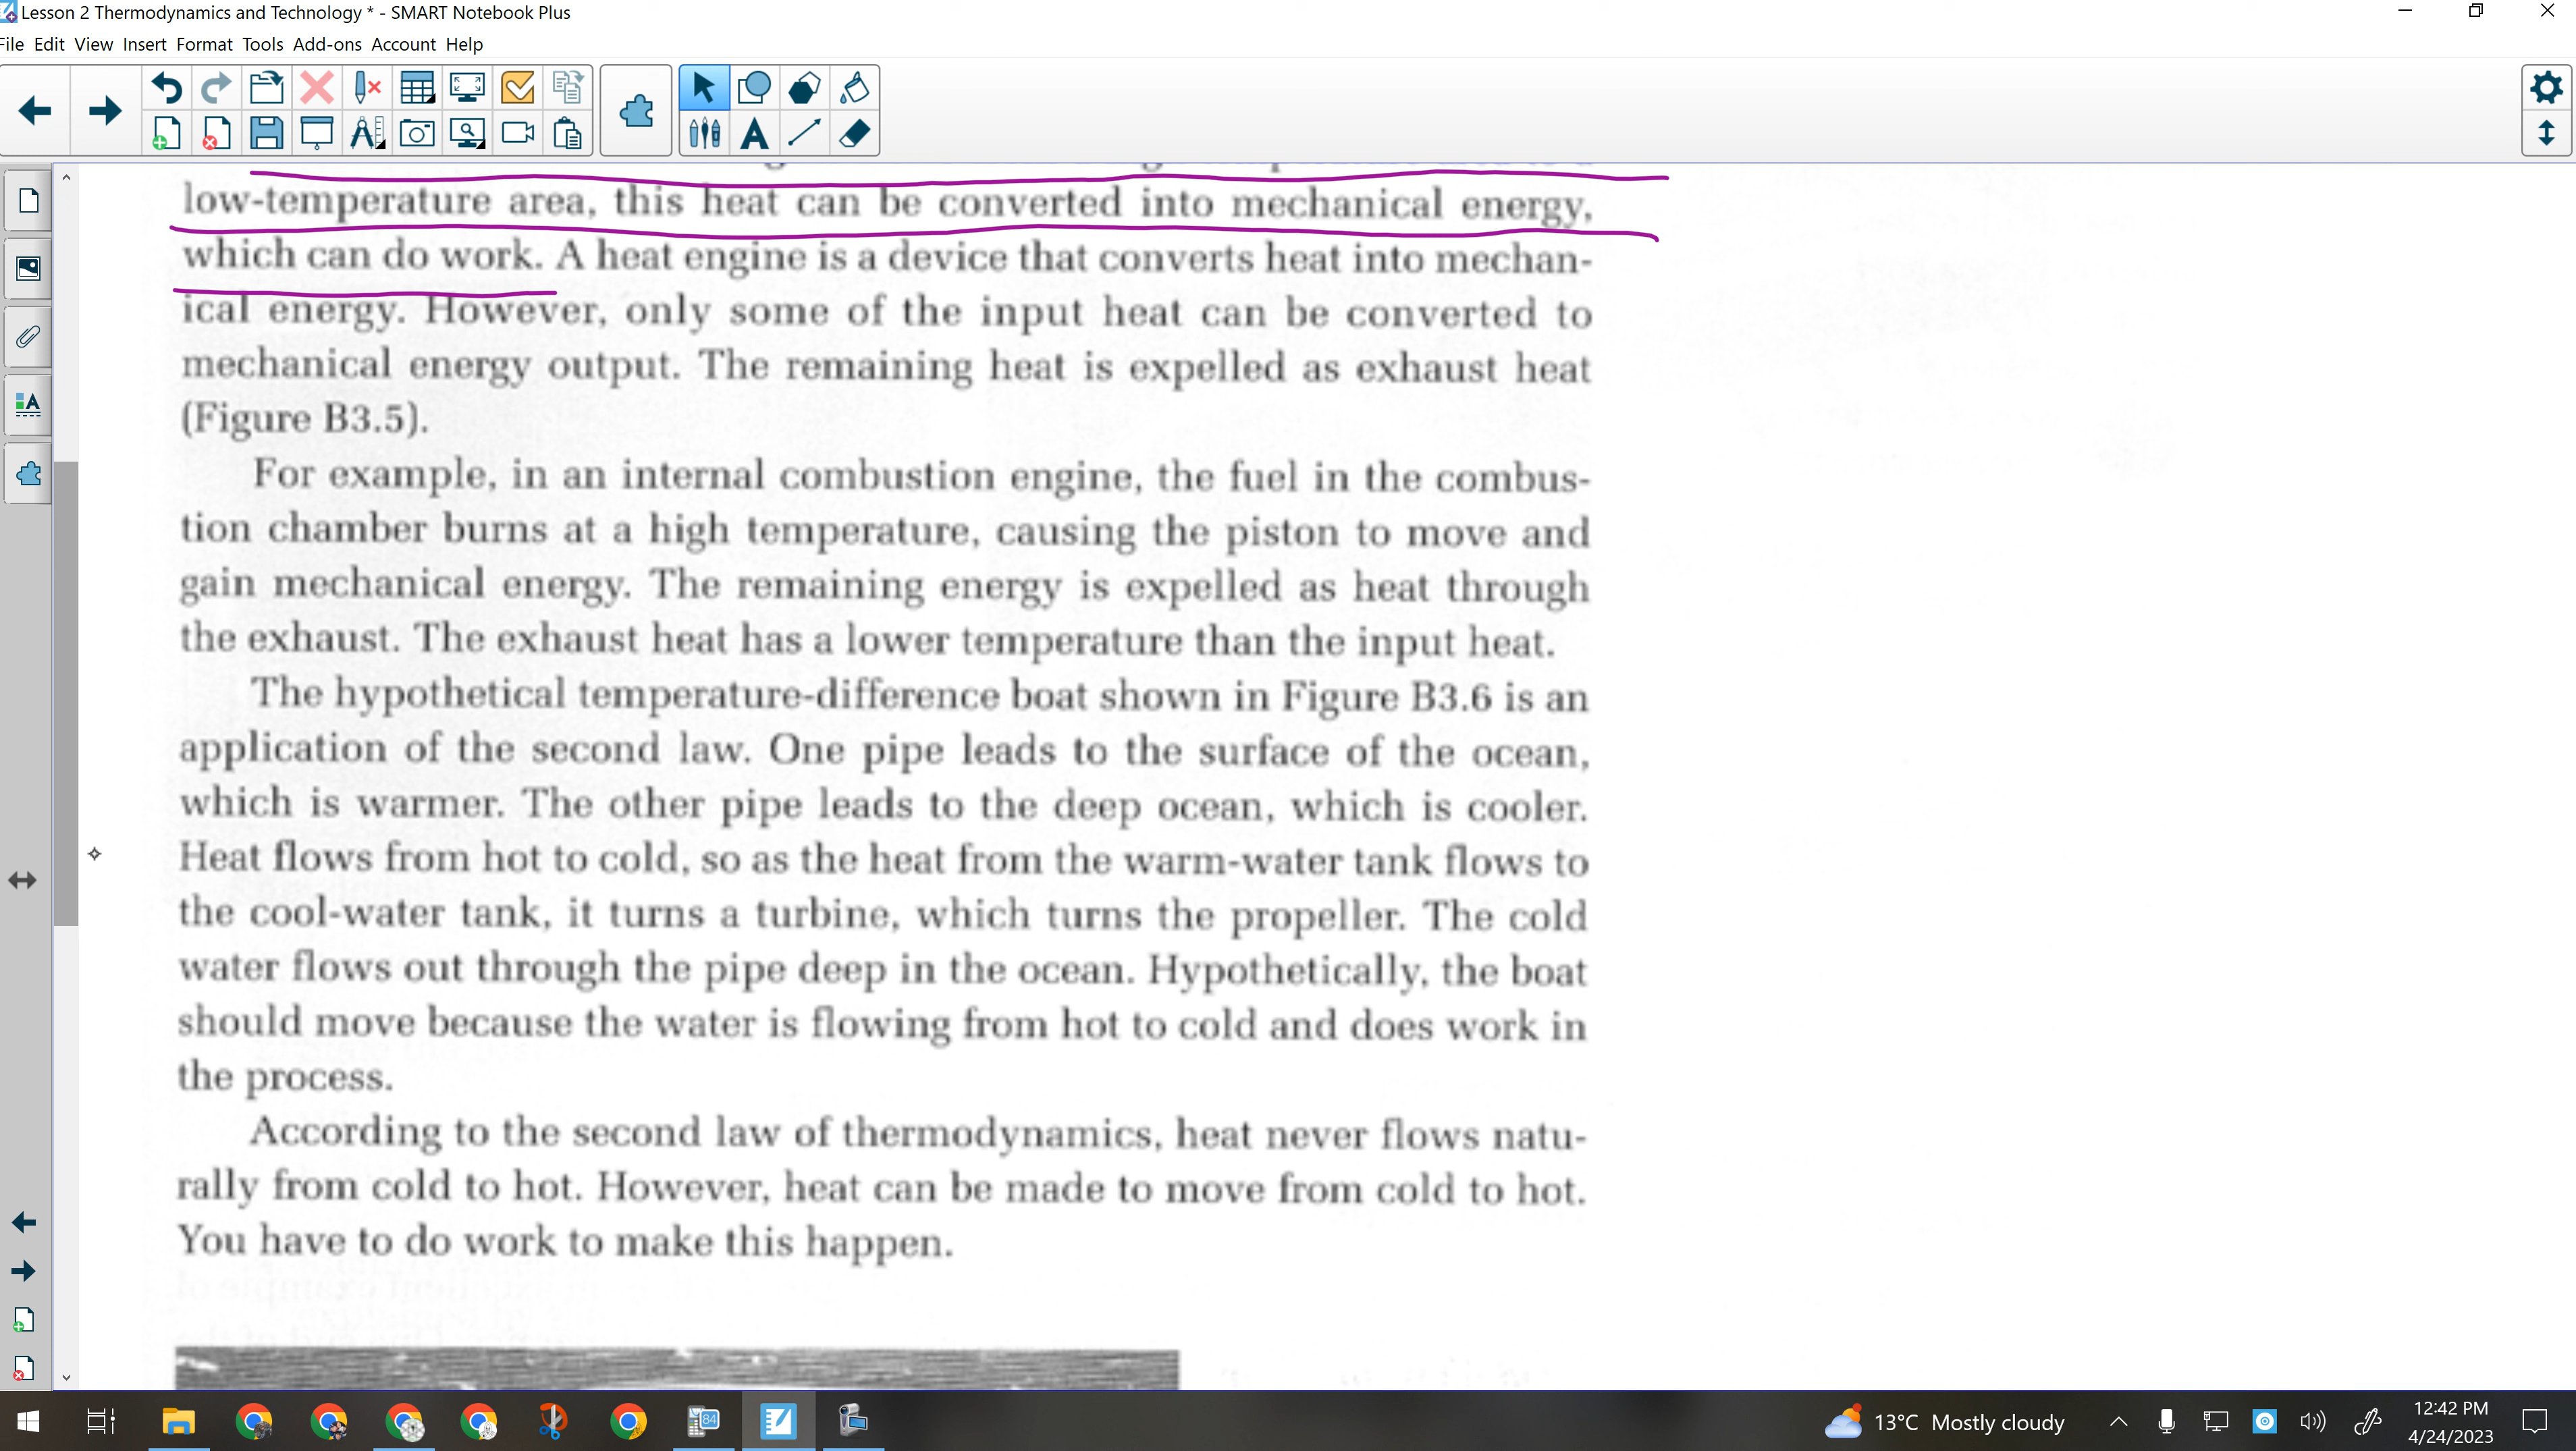 Lesson 2 Thermodynamics and Technology * - SMART Notebook Plus
File Edit View Insert Format Tools Add-ons Account Help
low-temperature area, this heat can be converted into mechanical energy,
which can do work. A heat engine is a device that converts heat into mechan-
ical energy. However, only some of the input heat can be converted to
mechanical energy output. The remaining heat is expelled as exhaust heat
(Figure B3.5).
For example, in an internal combustion engine, the fuel in the combus-
tion chamber burns at a high temperature, causing the piston to move and
gain mechanical energy. The remaining energy is expelled as heat through
the exhaust. The exhaust heat has a lower temperature than the input heat.
The hypothetical temperature-difference boat shown in Figure B3.6 is an
application of the second law. One pipe leads to the surface of the ocean,
which is warmer. The other pipe leads to the deep ocean, which is cooler.
Heat flows from hot to cold, so as the heat from the warm-water tank flows to
the cool-water tank, it turns a turbine, which turns the propeller. The cold
water flows out through the pipe deep in the ocean. Hypothetically, the boat
should move because the water is flowing from hot to cold and does work in
the process.
According to the second law of thermodynamics, heat never flows natu-
rally from cold to hot. However, heat can be made to move from cold to hot.
You have to do work to make this happen.
84
13°C Mostly cloudy
12:42 PM
4/24/2023